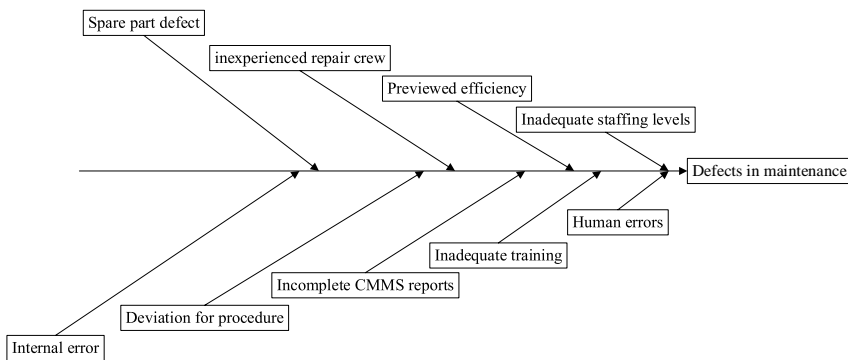 Spare part defect
inexperienced repair crew
Previewed efficiency
Inadequate staffing levels
Defects in maintenance
Human errors
Inadequate training
Incomplete CMMS reports
Deviation for procedure
Internal error